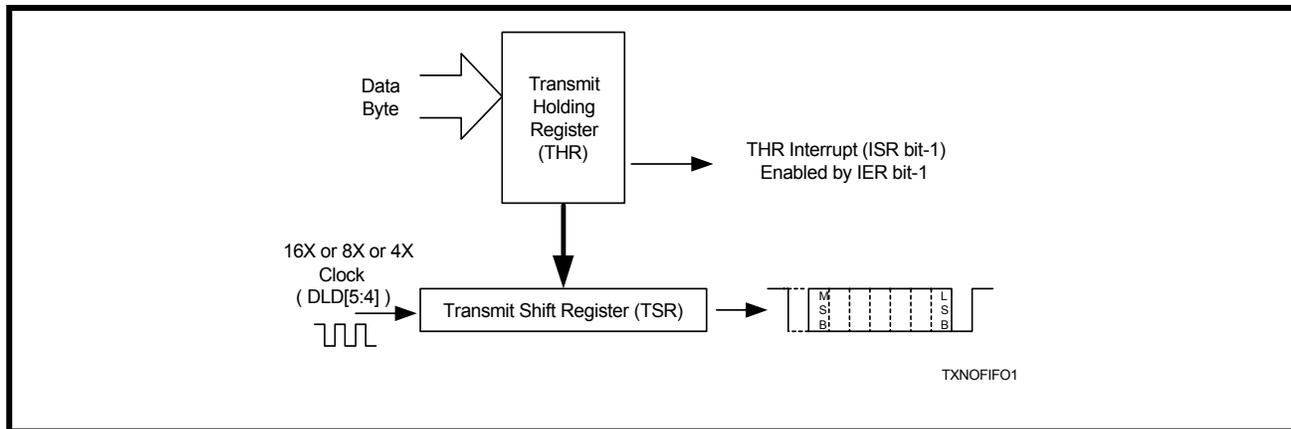 Data
Byte
Transmit
Holding
Register
(THR)
THR Interrupt (ISR bit-1)
Enabled by IER bit-1
16X or 8X or 4X
Clock
( DLD[5:4] )
Transmit Shift Register (TSR)
M
S
B
L
S
B
TXNOFIFO1